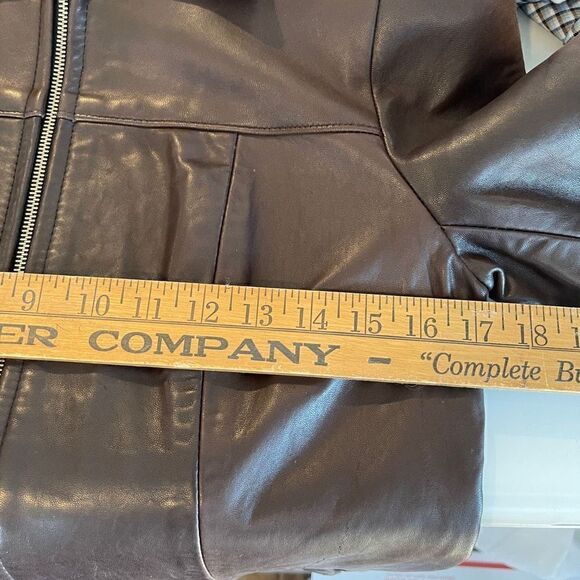 9 10 11 12 13 14 15 16 17 18
ER COMPANY – “Complete Bu